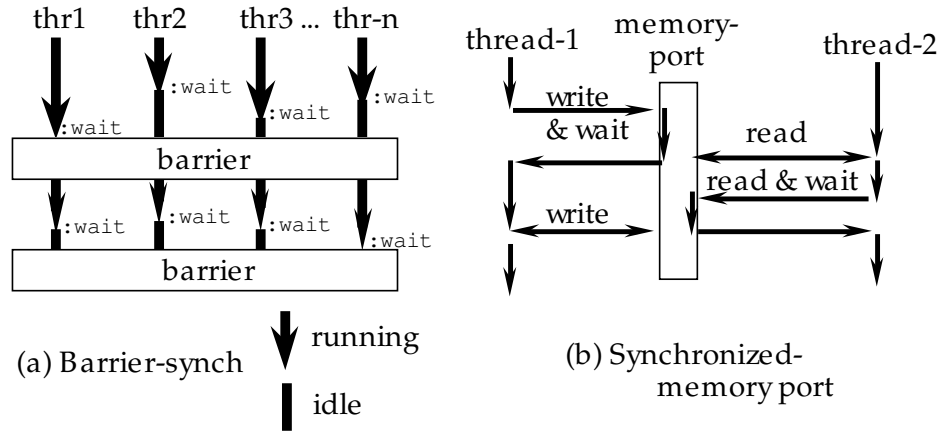 thr1 thr2 thr3 ... thr-n
:wait
:wait
:wait
:wait
barrier
:wait
:wait
:wait
:wait
barrier
running
idle
(a) Barrier-synch
thread-1
memory-
port
thread-2
write
& wait
read
read & wait
write
(b) Synchronized-
memory port